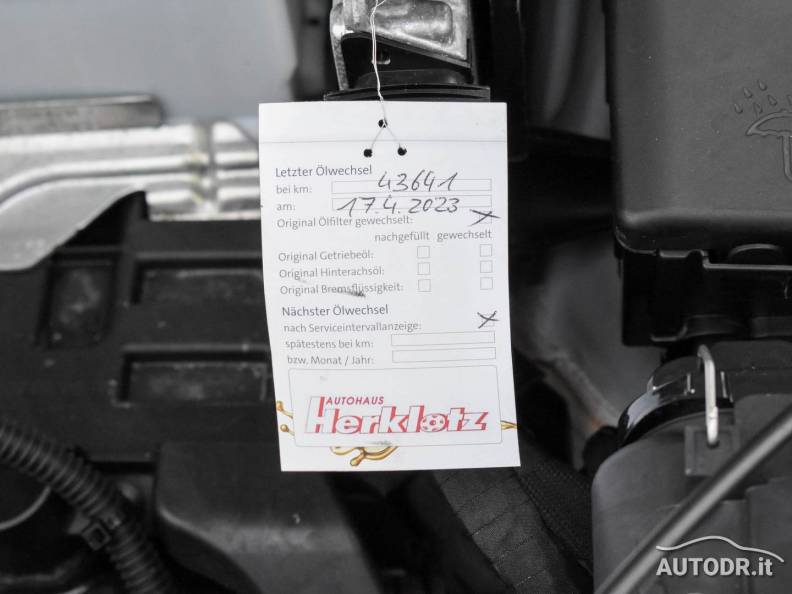 Letzter Ölwechsel
bei km: 43641
am: 17.4.2023
Original Ölfilter gewechselt:
nachgefüllt gewechselt
Original Getriebeöl:
Original Hinterachsöl:
Original Bremsflüssigkeit:
Nächster Ölwechsel
nach Serviceintervallanzeige:
spätestens bei km:
bzw. Monat / Jahr:
AUTOHAUS
Herklotz
AUTODR.it